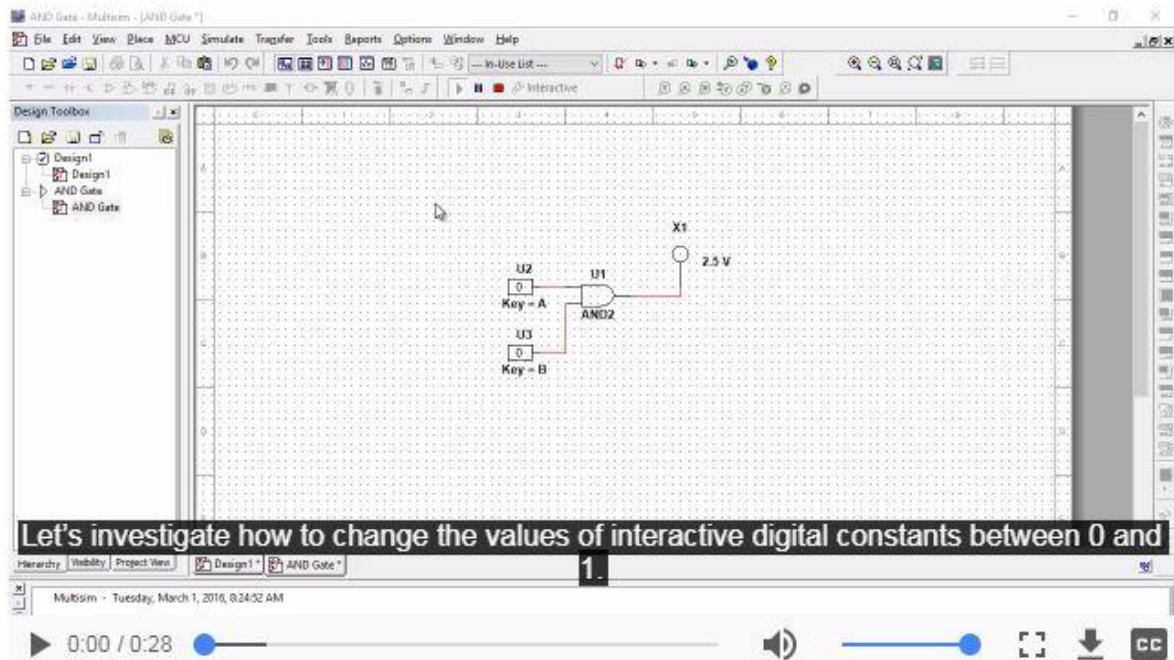 AND Gate - Multisim - [AND Gate *]
File Edit View Place MCU Simulate Transfer Tools Reports Options Window Help
--- In-Use List ---
Interactive
Design Toolbox
Design1
Design1
AND Gate
AND Gate
X1
2.5 V
U2
0
Key = A
U1
AND2
U3
0
Key = B
Let's investigate how to change the values of interactive digital constants between 0 and
1.
Hierarchy Visibility Project View
Design1 * AND Gate *
Multisim - Tuesday, March 1, 2016, 8:24:52 AM
0:00 / 0:28
CC